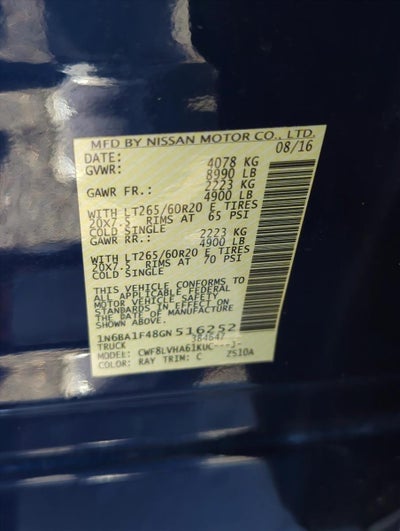 MFD BY NISSAN MOTOR CO., LTD.
DATE: 08/16
GVWR: 4078 KG
8990 LB
GAWR FR.: 2223 KG
4900 LB
WITH LT265/60R20 E TIRES
20X7.5 RIMS AT 65 PSI
COLD SINGLE
GAWR RR.: 2223 KG
4900 LB
WITH LT265/60R20 E TIRES
20X7.5 RIMS AT 70 PSI
COLD SINGLE
THIS VEHICLE CONFORMS TO
ALL APPLICABLE FEDERAL
MOTOR VEHICLE SAFETY
STANDARDS IN EFFECT ON
THE DATE OF MANUFACTURE
SHOWN ABOVE.
1N6BA1F48GN516252
TRUCK 384647
MODEL: CWF8LVHA61KUC---J-
COLOR: RAY TRIM: C 2510A